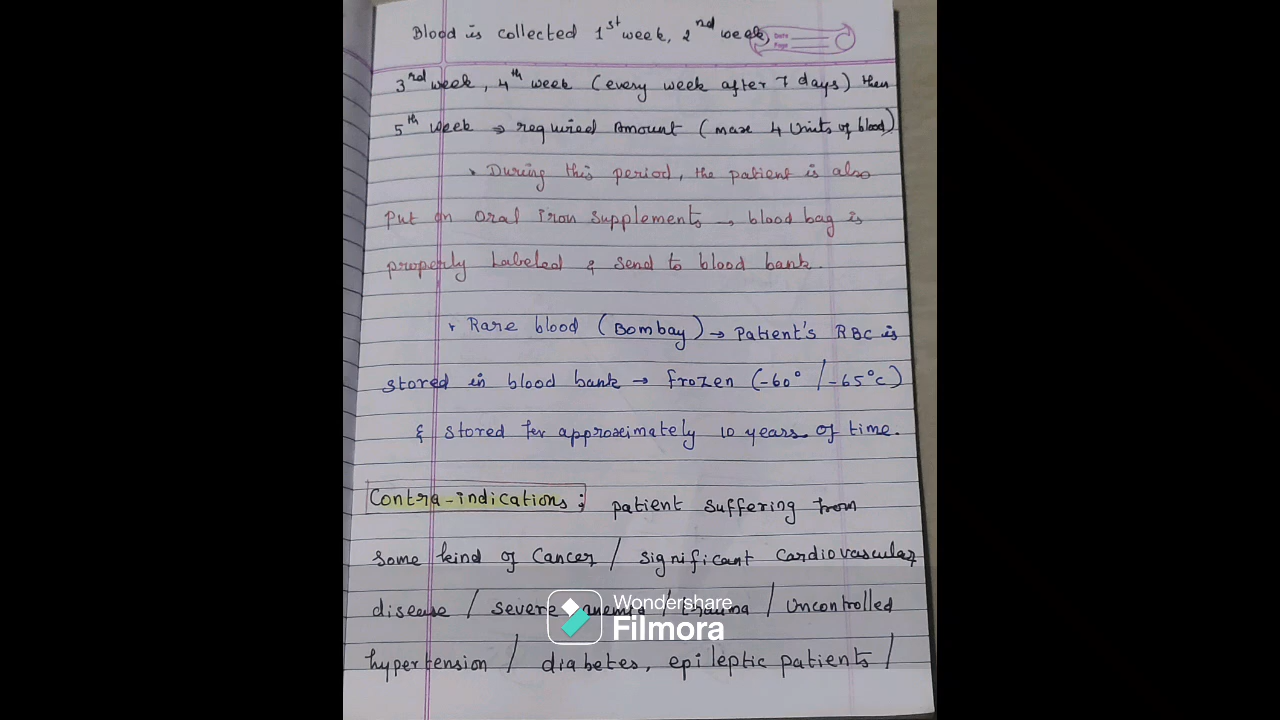 Blood is collected 1st week, 2nd week,
Date
Page
3rd week, 4th week (every week after 7 days) then
5th week → required Amount (max 4 Units of blood)
• During this period, the patient is also
put on Oral Iron supplements → blood bag is
properly Labeled & send to blood bank.
• Rare blood (Bombay) → Patient's RBC is
stored in blood bank → frozen (-60° / -65°C)
& stored for approximately 10 years of time.
Contra-indications: patient suffering from
some kind of Cancer / significant cardiovascular
disease / severe anemia / trauma / Uncontrolled
hypertension / diabetes, epileptic patients /
Wondershare
Filmora